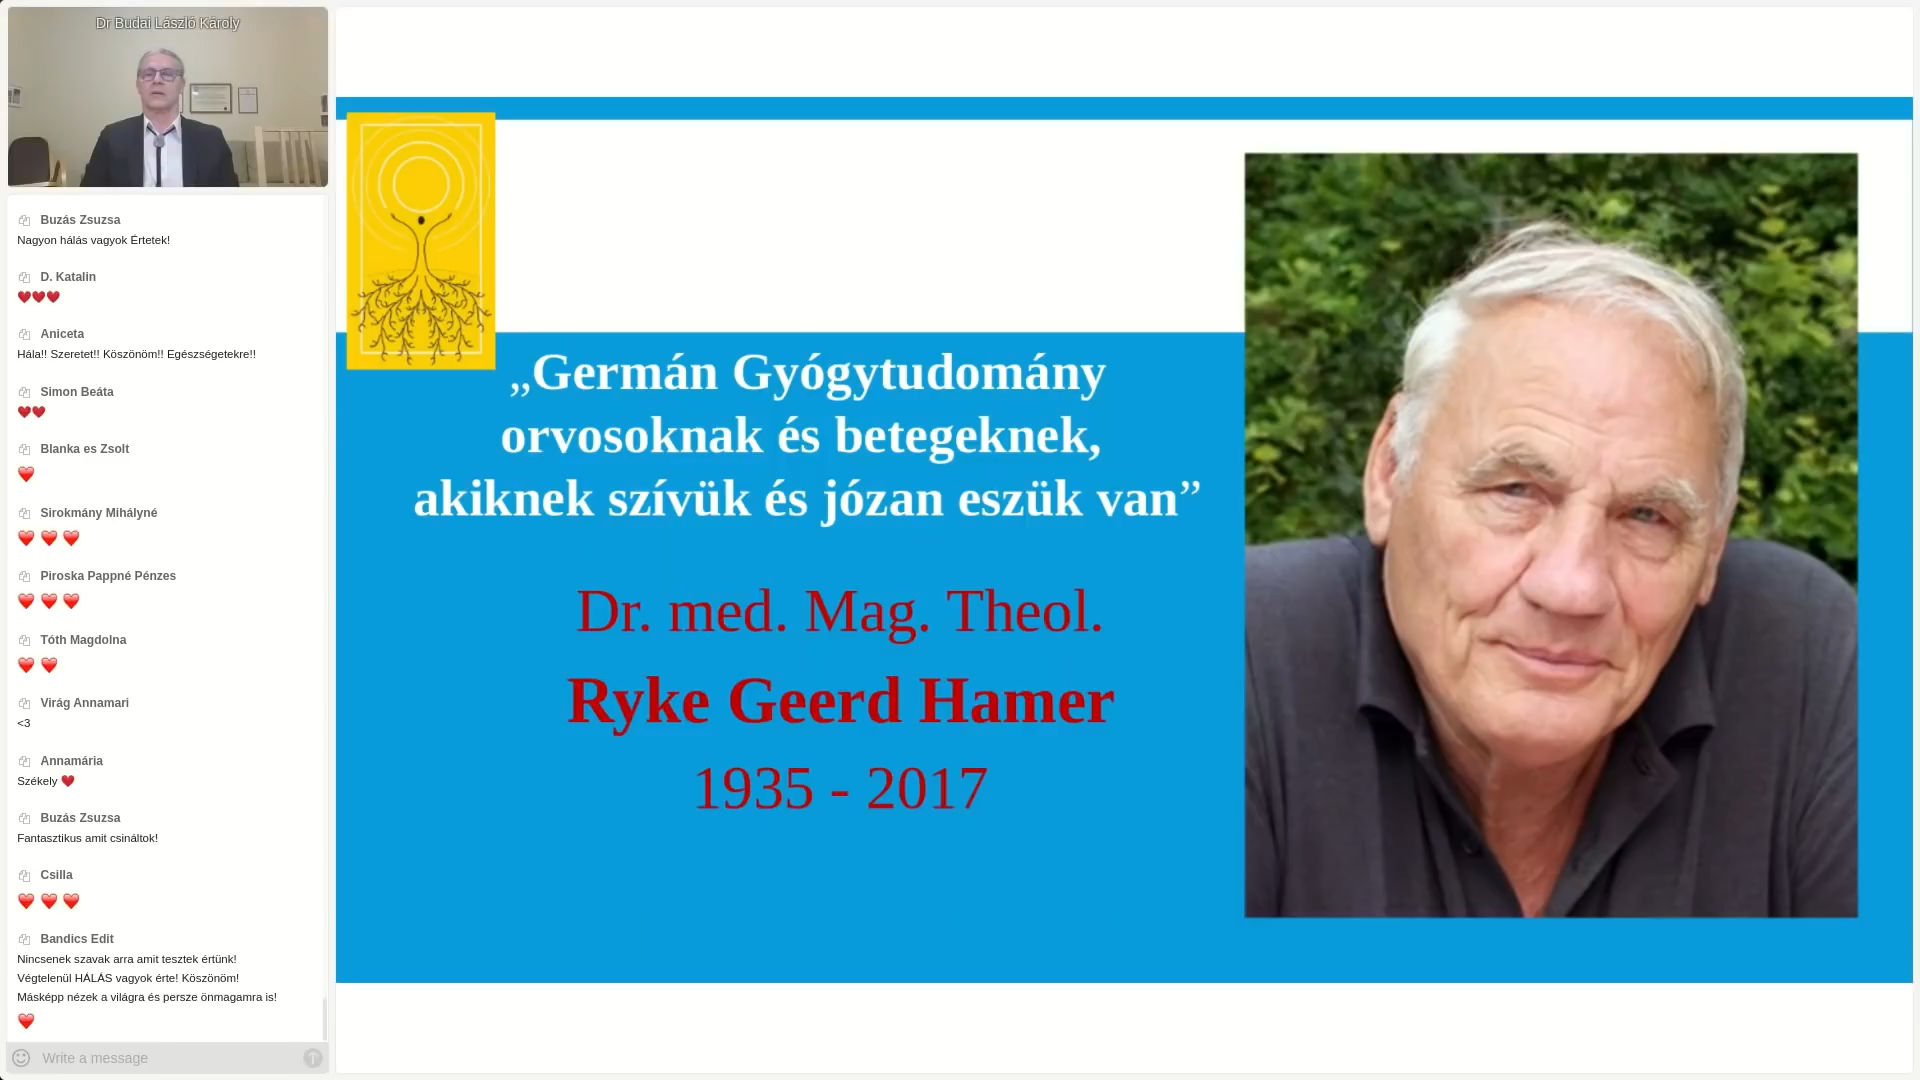 Dr Budai László Károly
Buzás Zsuzsa
Nagyon hálás vagyok Értetek!
D. Katalin
❤❤❤
Aniceta
Hála!! Szeretet!! Köszönöm!! Egészségetekre!!
Simon Beáta
❤❤
Blanka es Zsolt
❤
Sirokmány Mihályné
❤ ❤ ❤
Piroska Pappné Pénzes
❤ ❤ ❤
Tóth Magdolna
❤ ❤
Virág Annamari
<3
Annamária
Székely ❤
Buzás Zsuzsa
Fantasztikus amit csináltok!
Csilla
❤ ❤ ❤
Bandics Edit
Nincsenek szavak arra amit tesztek értünk!
Végtelenül HÁLÁS vagyok érte! Köszönöm!
Másképp nézek a világra és persze önmagamra is!
❤
Write a message
„Germán Gyógytudomány
orvosoknak és betegeknek,
akiknek szívük és józan eszük van”
Dr. med. Mag. Theol.
Ryke Geerd Hamer
1935 - 2017